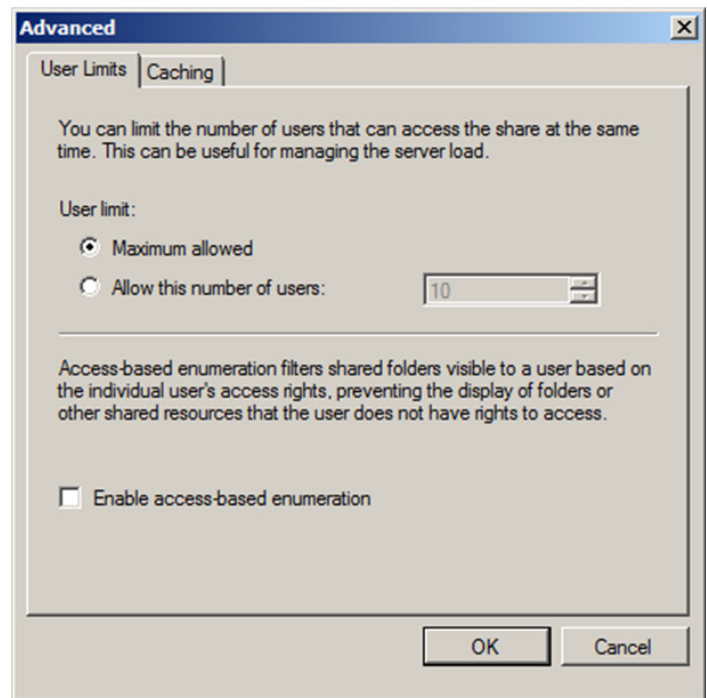 Advanced
User Limits
Caching
You can limit the number of users that can access the share at the same
time. This can be useful for managing the server load.
User limit:
Maximum allowed
Allow this number of users:
10
Access-based enumeration filters shared folders visible to a user based on
the individual user's access rights, preventing the display of folders or
other shared resources that the user does not have rights to access.
Enable access-based enumeration
OK
Cancel